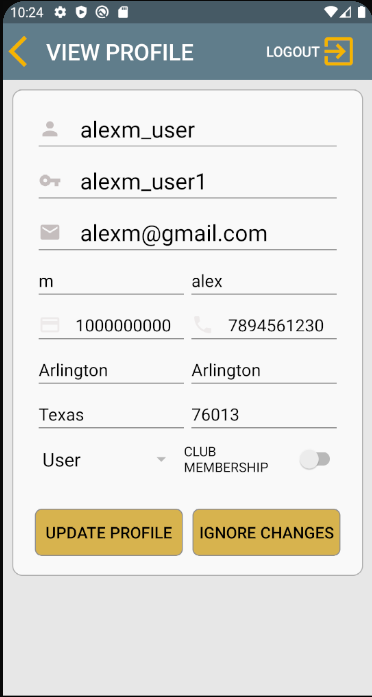 10:24
VIEW PROFILE
LOGOUT
alexm_user
alexm_user1
alexm@gmail.com
m alex
1000000000 7894561230
Arlington Arlington
Texas 76013
User CLUB
MEMBERSHIP
UPDATE PROFILE IGNORE CHANGES